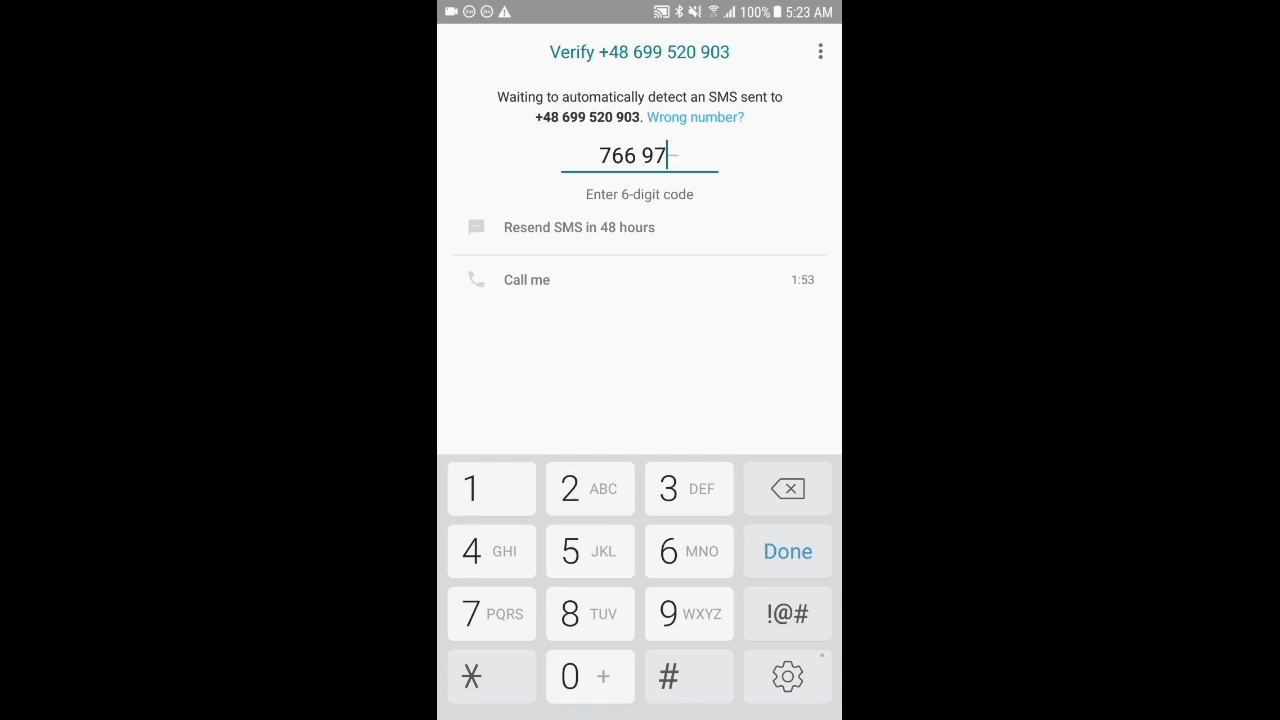 100% 5:23 AM
Verify +48 699 520 903
Waiting to automatically detect an SMS sent to
+48 699 520 903. Wrong number?
766 97–
Enter 6-digit code
Resend SMS in 48 hours
Call me 1:53
1 2 ABC 3 DEF
4 GHI 5 JKL 6 MNO Done
7 PQRS 8 TUV 9 WXYZ !@#
* 0 + #